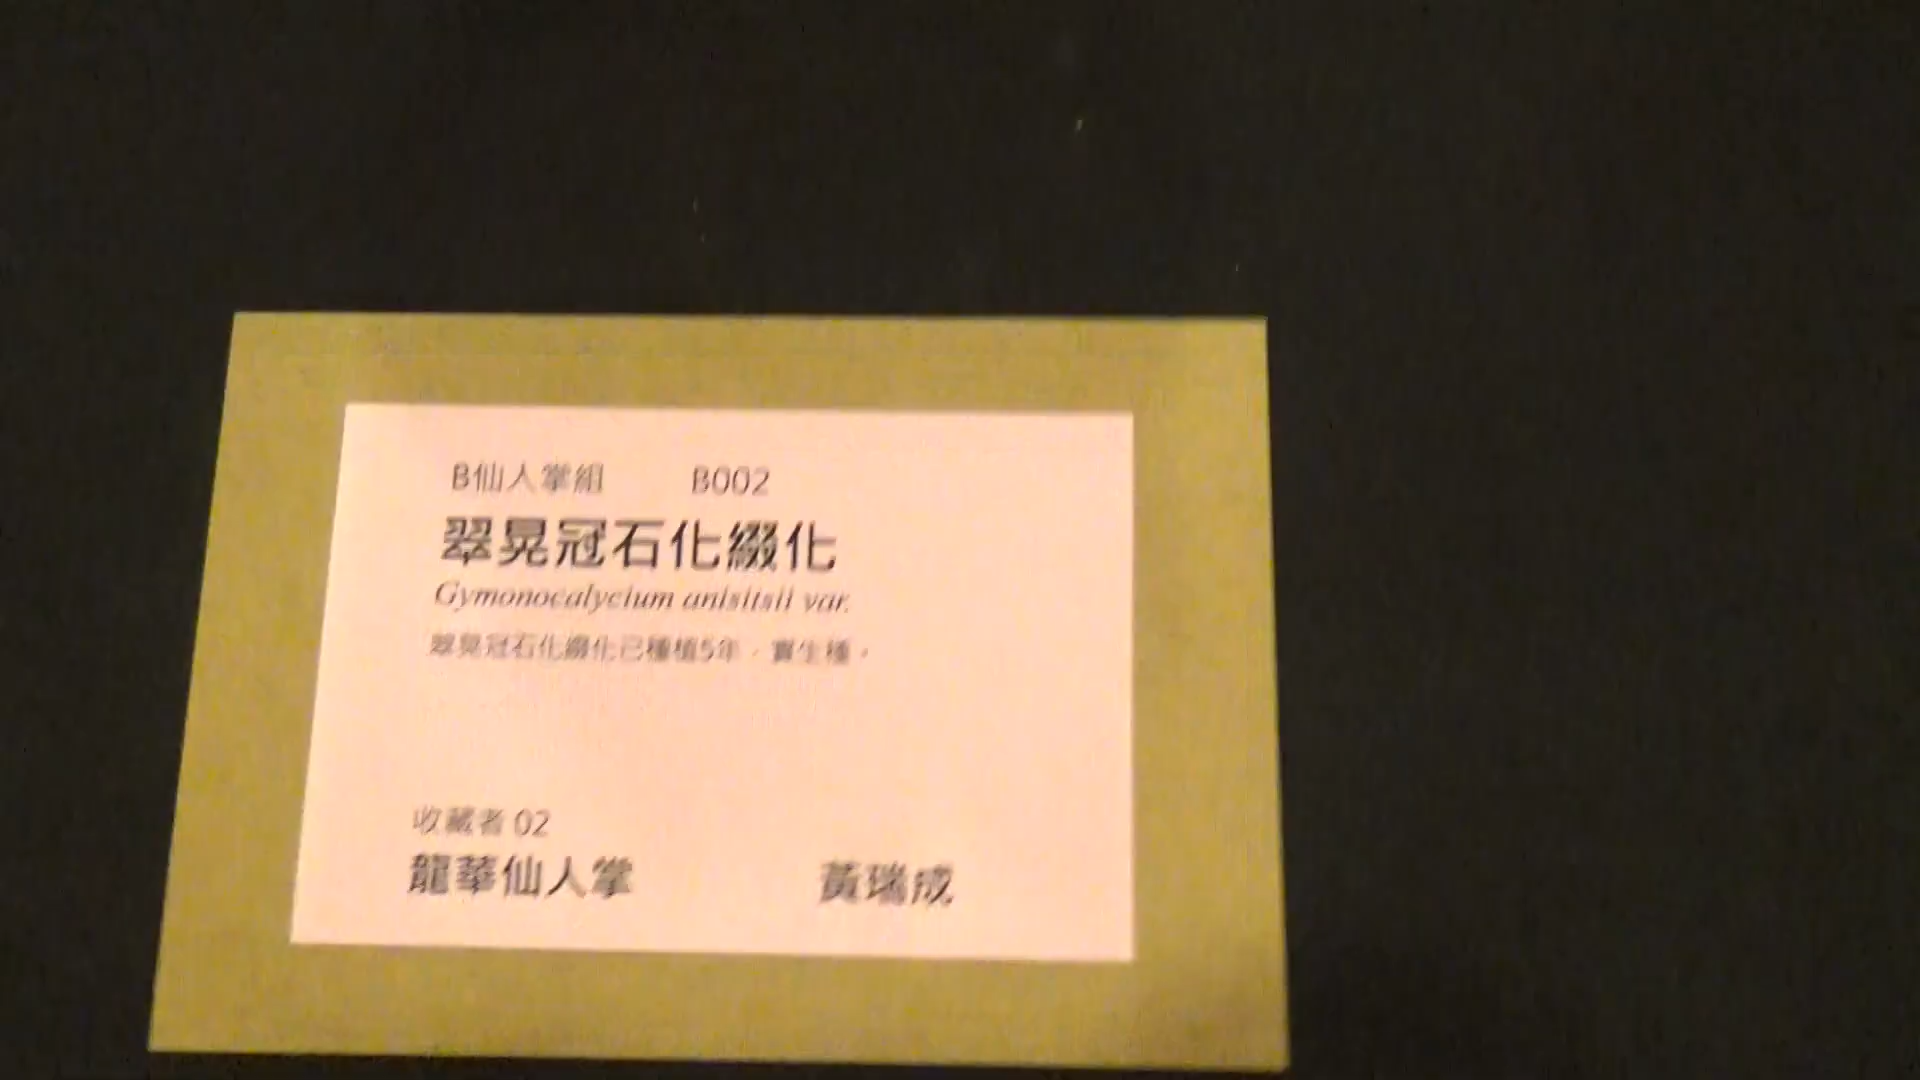 B仙人掌組 B002
翠晃冠石化綴化
Gymonocalycium anisitsii var.
翠晃冠石化綴化已種植5年，實生種。
收藏者 02
龍華仙人掌 黃瑞成